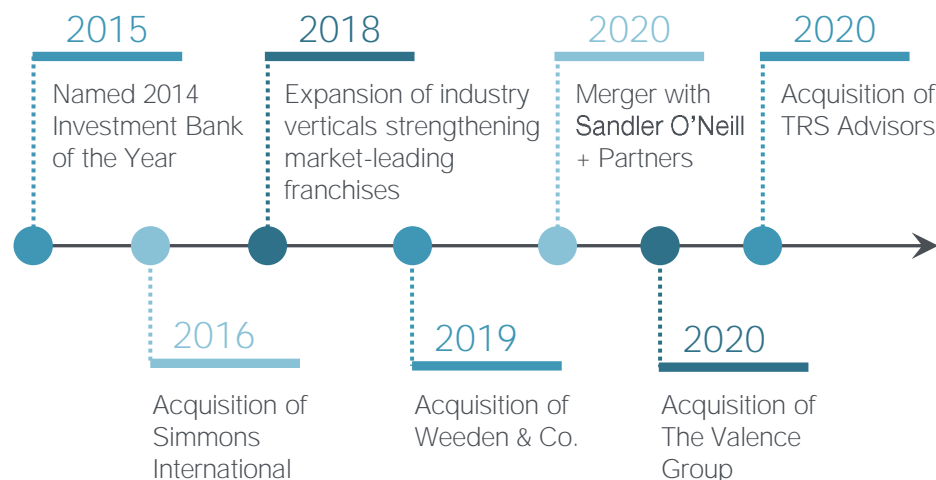 2015
Named 2014
Investment Bank
of the Year
2016
Acquisition of
Simmons
International
2018
Expansion of industry
verticals strengthening
market-leading
franchises
2019
Acquisition of
Weeden & Co.
2020
Merger with
Sandler O'Neill
+ Partners
2020
Acquisition of
The Valence
Group
2020
Acquisition of
TRS Advisors